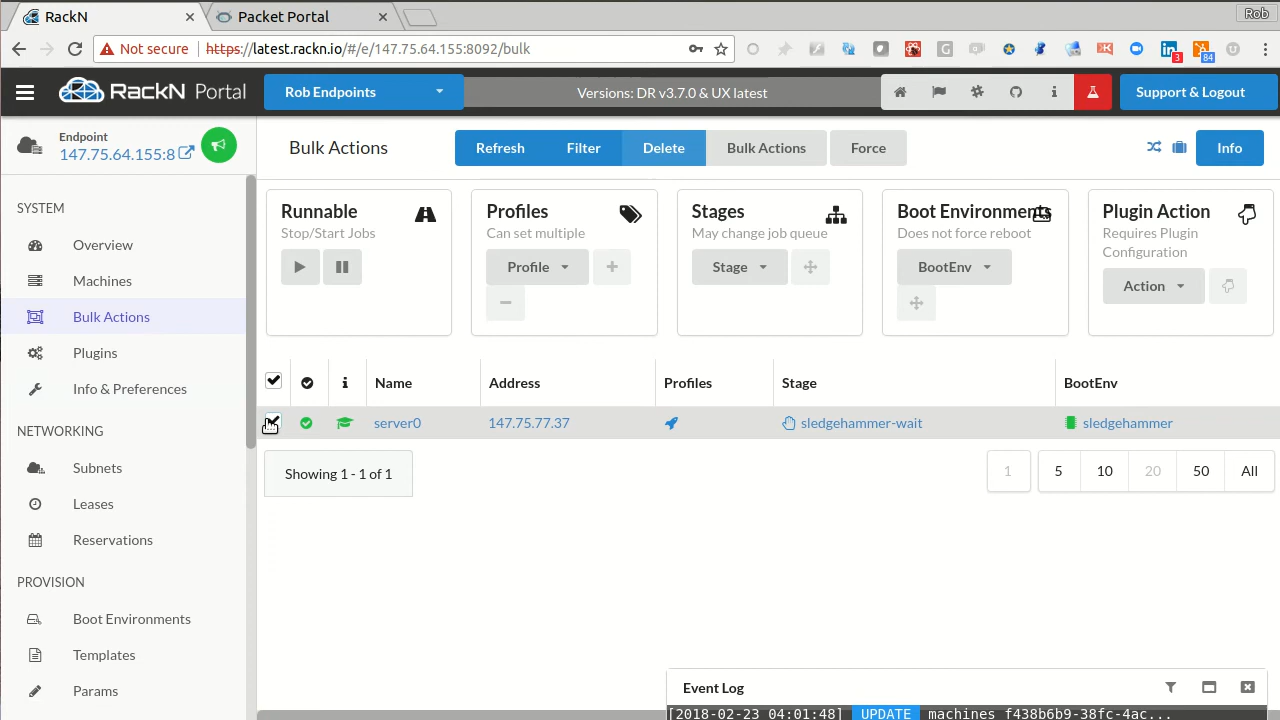 RackN
Packet Portal
Rob
Not secure
https://latest.rackn.io/#/e/147.75.64.155:8092/bulk
3
84
RackN Portal
Rob Endpoints
Versions: DR v3.7.0 & UX latest
Support & Logout
Endpoint
147.75.64.155:8
Bulk Actions
Refresh
Filter
Delete
Bulk Actions
Force
Info
SYSTEM
Overview
Machines
Bulk Actions
Plugins
Info & Preferences
NETWORKING
Subnets
Leases
Reservations
PROVISION
Boot Environments
Templates
Params
Runnable
Stop/Start Jobs
Profiles
Can set multiple
Profile
Stages
May change job queue
Stage
Boot Environments
Does not force reboot
BootEnv
Plugin Action
Requires Plugin
Configuration
Action
Name Address Profiles Stage BootEnv
server0 147.75.77.37 sledgehammer-wait sledgehammer
Showing 1 - 1 of 1
1 5 10 20 50 All
Event Log
[2018-02-23 04:01:48] UPDATE machines f438b6b9-38fc-4ac...